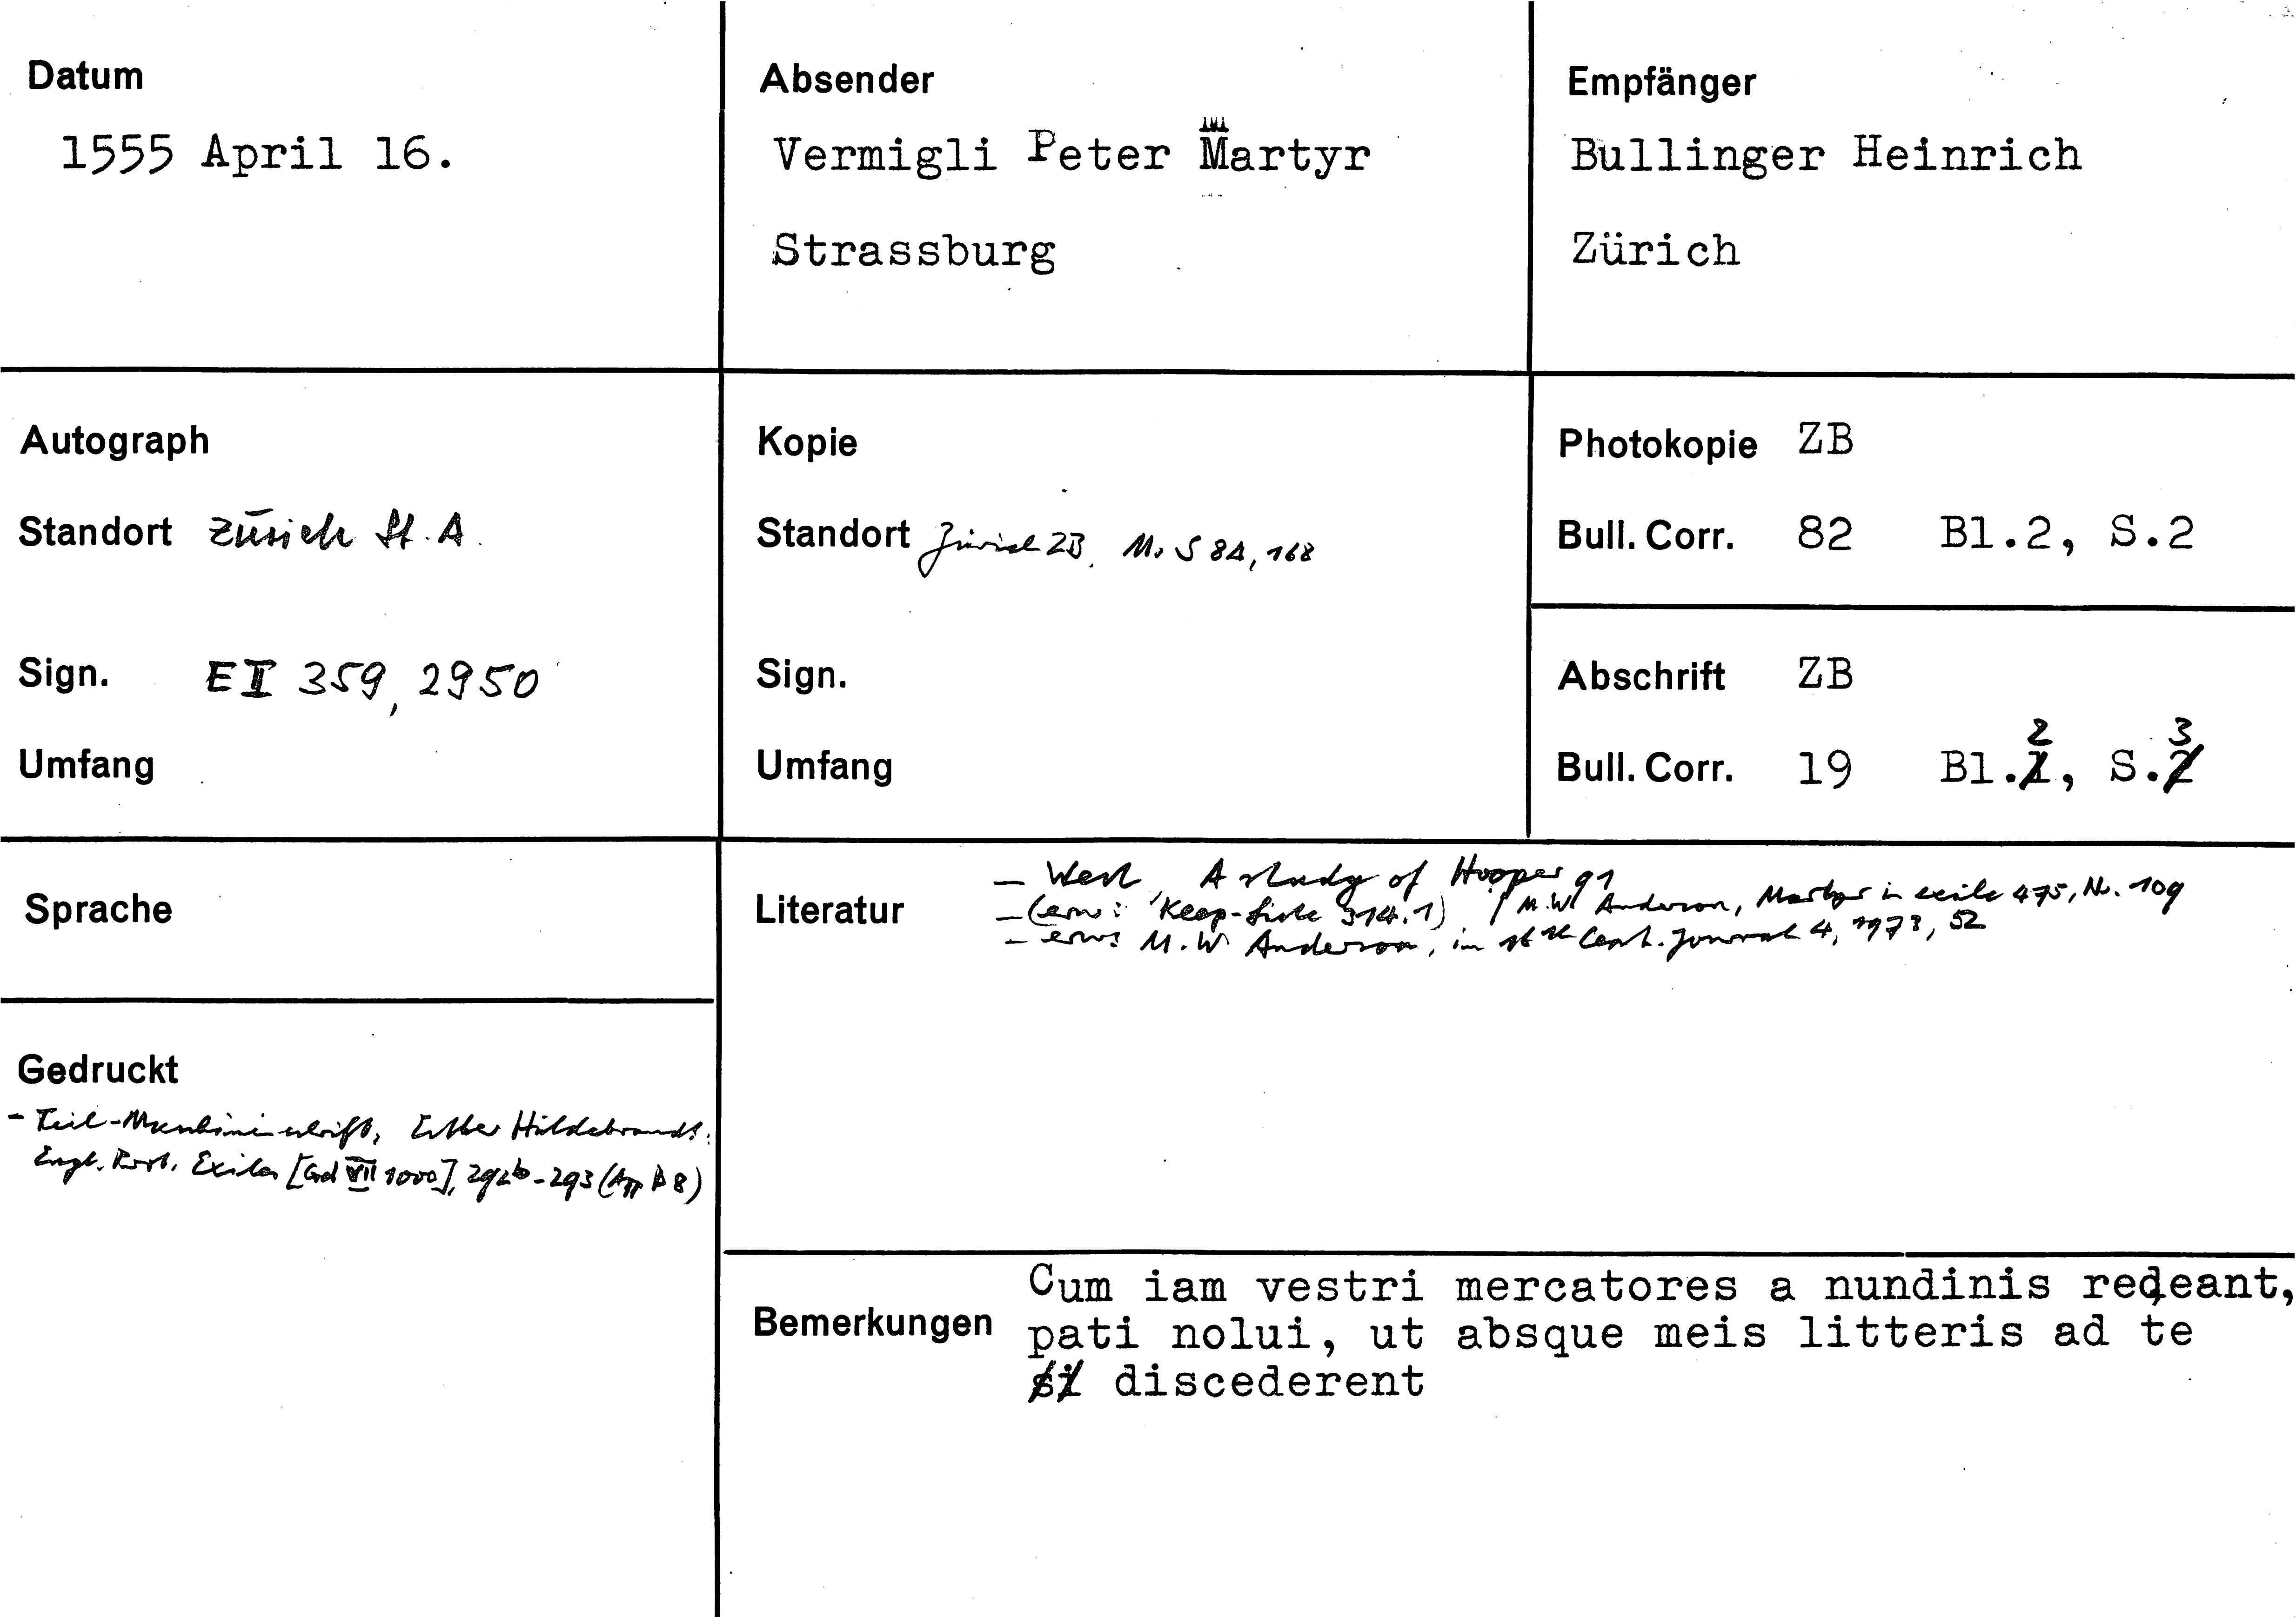 Datum
1555 April 16.
Absender
Vermigli Peter Martyr
Strassburg
Empfänger
Bullinger Heinrich
Zürich
Autograph
Standort Zürich St. A.
Sign. E II 359, 2950
Umfang
Kopie
Standort Zürich ZB, Ms S 84, 168
Sign.
Umfang
Photokopie ZB
Bull. Corr. 82 Bl.2, S.2
Abschrift ZB
2 3
Bull. Corr. 19 Bl.1, S.2
Sprache
Gedruckt
- Teil-Maschinenschrift, Esther Hildebrandt:
Engl. Prot. Exiles [Gd VII 1000], 292b-293 (App B 8)
Literatur
— West, A study of Hooper 91
— (erw: Keep-Liste 314.1) / M.W. Anderson, Martyr in exile 475, Nr. 109
— erw: M.W. Anderson, in 16th Cent. Journal 4, 1973, 52
Bemerkungen
Cum iam vestri mercatores a nundinis redeant,
pati nolui, ut absque meis litteris ad te
si discederent